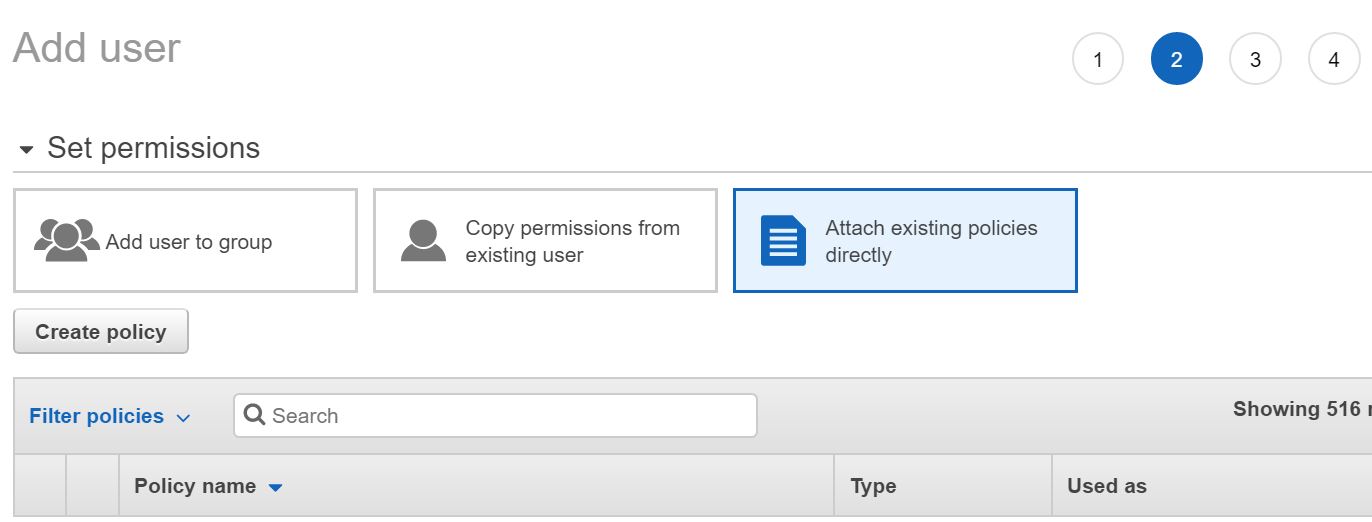 Add user
1
2
3
4
Set permissions
Add user to group
Copy permissions from
existing user
Attach existing policies
directly
Create policy
Filter policies
Search
Showing 516
Policy name
Type
Used as